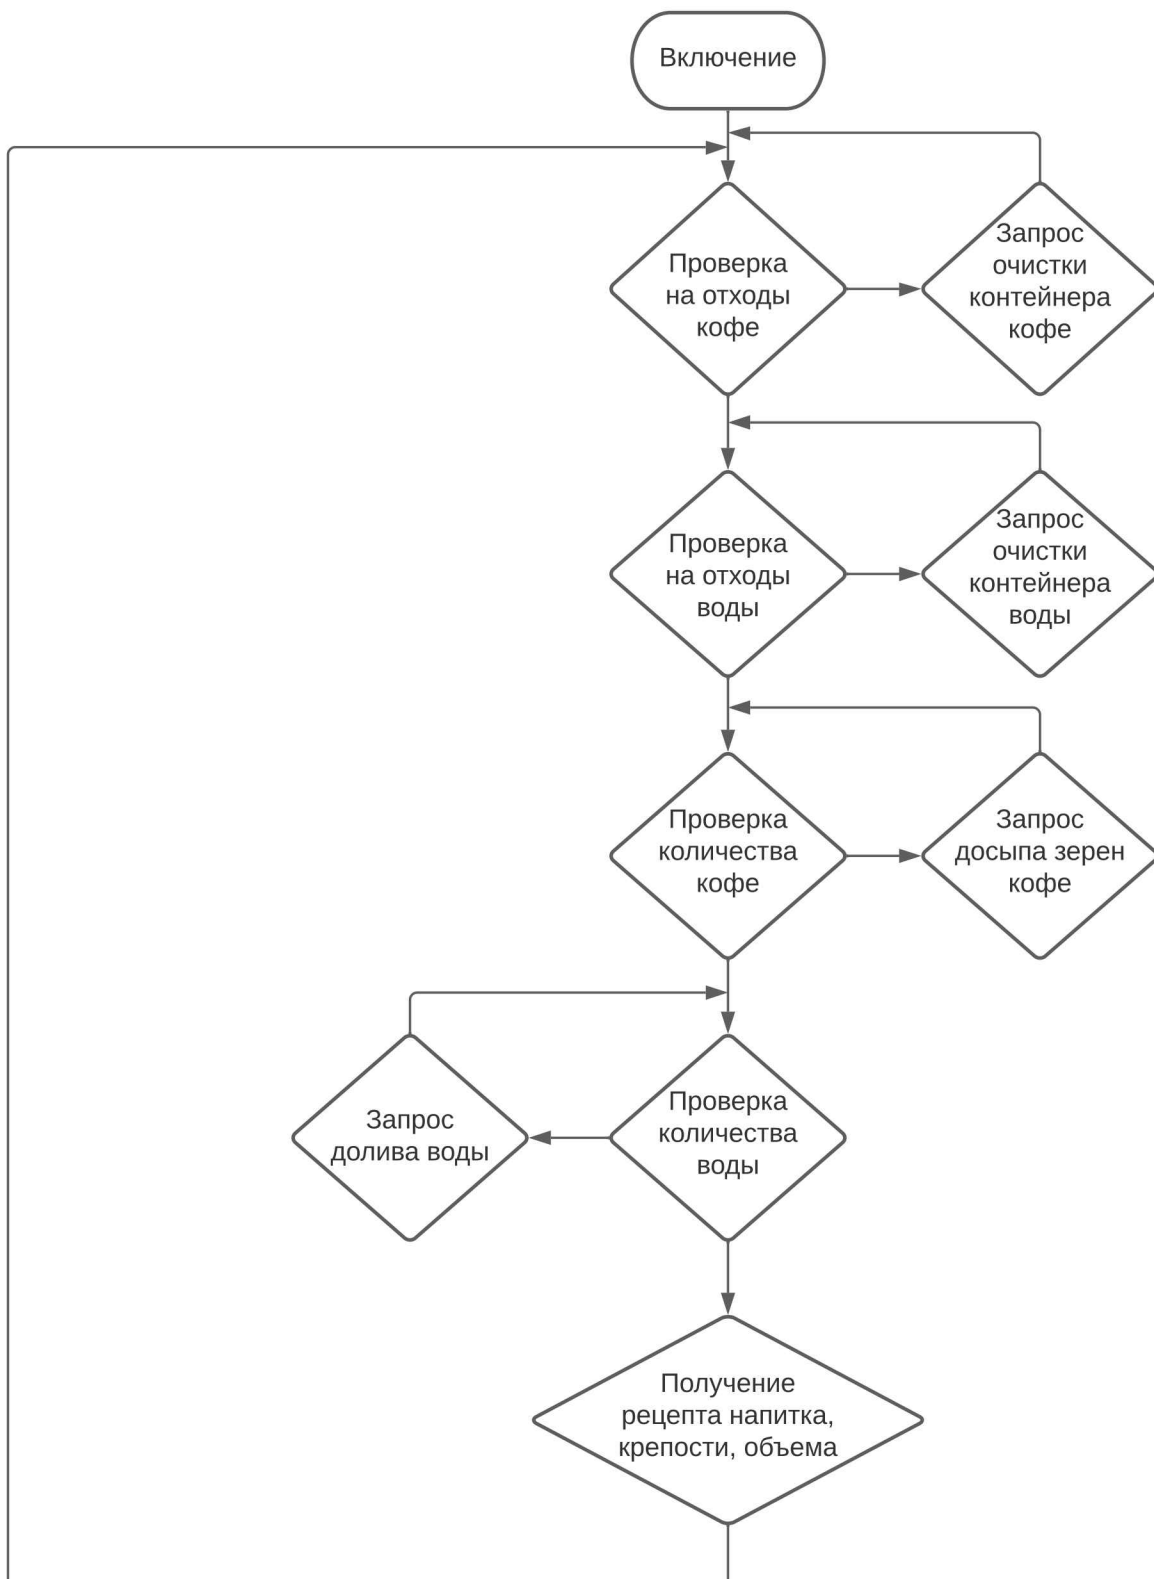 Включение
Проверка
на отходы
кофе
Запрос
очистки
контейнера
кофе
Проверка
на отходы
воды
Запрос
очистки
контейнера
воды
Проверка
количества
кофе
Запрос
досыпа зерен
кофе
Запрос
долива воды
Проверка
количества
воды
Получение
рецепта напитка,
крепости, объема